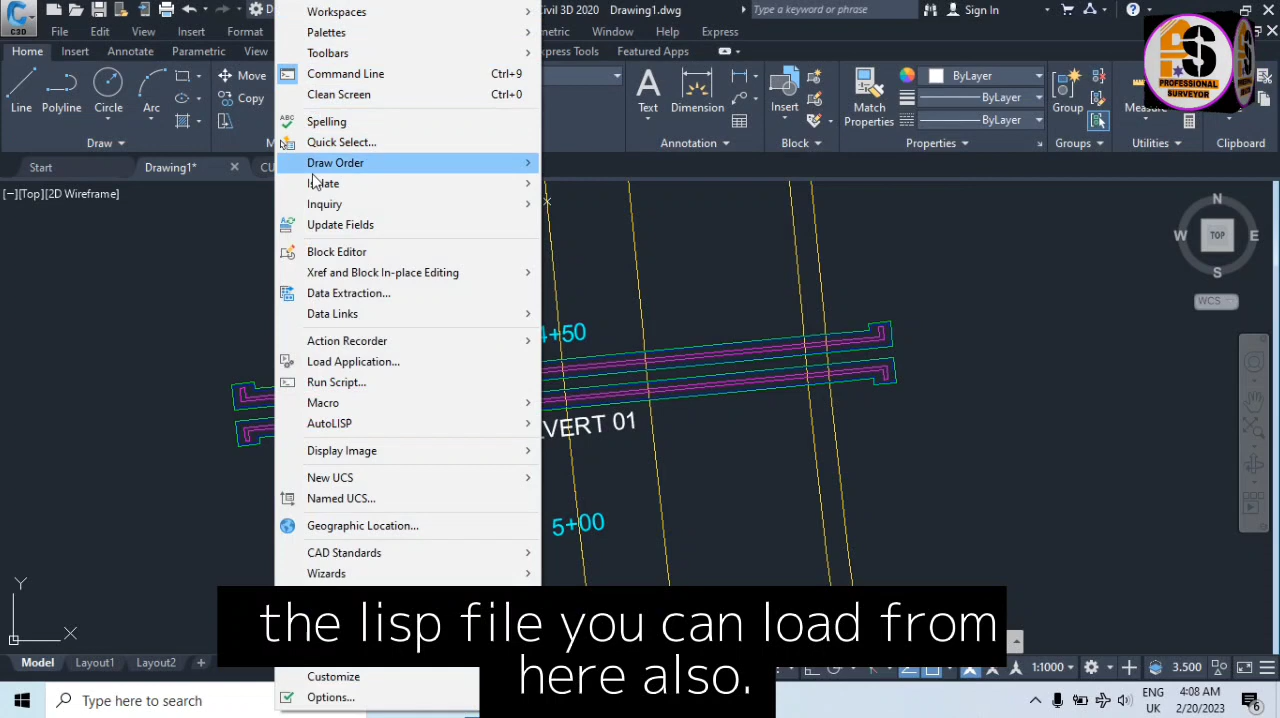 Workspaces
Civil 3D 2020 Drawing1.dwg
Type a keyword or phrase
Sign In
File
Edit
View
Insert
Format
Window
Help
Express
Home
Insert
Annotate
Palettes
Toolbars
Command Line Ctrl+9
Clean Screen Ctrl+0
Spelling
Quick Select...
Draw Order
Inquiry
Update Fields
Block Editor
Xref and Block In-place Editing
Data Extraction...
Data Links
Action Recorder
Load Application...
Run Script...
Macro
AutoLISP
Display Image
New UCS
Named UCS...
Geographic Location...
CAD Standards
Wizards
Customize
Options...
Express Tools
Featured Apps
Line
Polyline
Circle
Arc
Move
Copy
Draw
Text
Dimension
Annotation
Insert
Block
Match
Properties
ByLayer
ByLayer
ByLayer
Properties
Group
Groups
Utilities
Clipboard
PS
PROFESSIONAL
SURVEYOR
Start
Drawing1*
[−][Top][2D Wireframe]
N
W
TOP
E
S
WCS
4+50
VERT 01
5+00
Y
X
the lisp file you can load from
here also.
Model
Layout1
Layout2
1:1000
3.500
Type here to search
ENG
UK
4:08 AM
2/20/2023
6